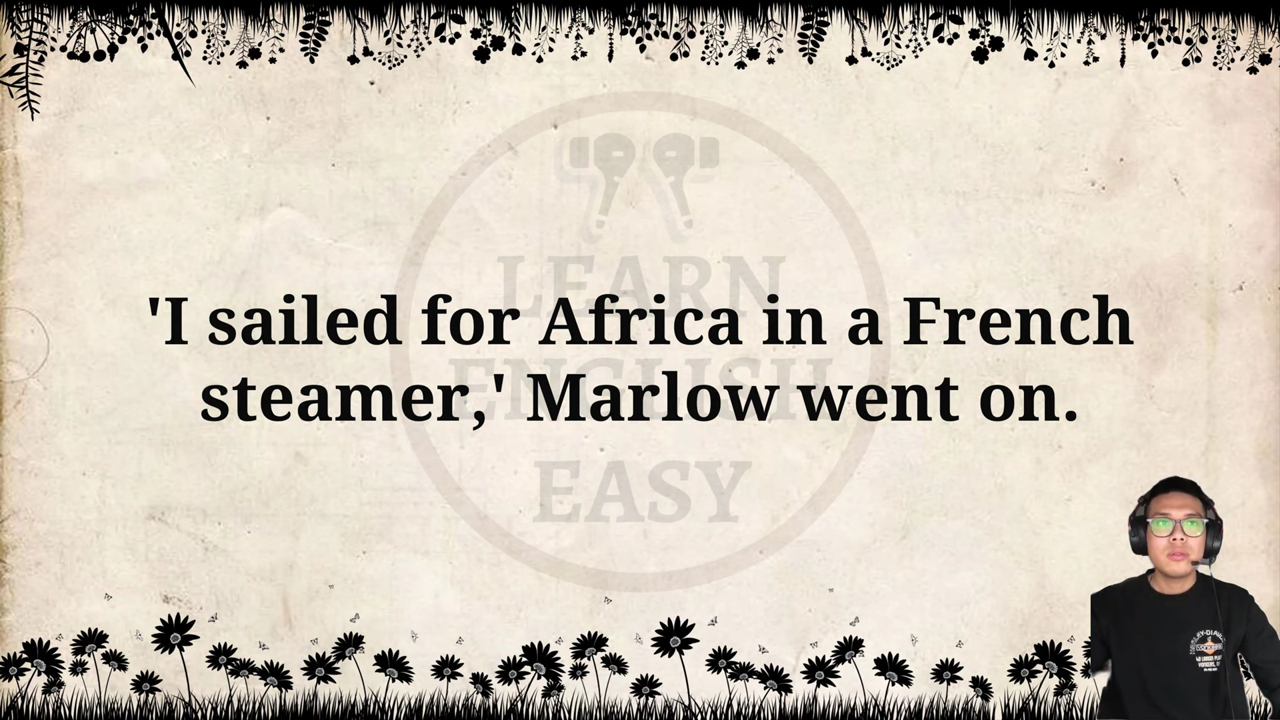 LEARN
ENGLISH
EASY
'I sailed for Africa in a French
steamer,' Marlow went on.